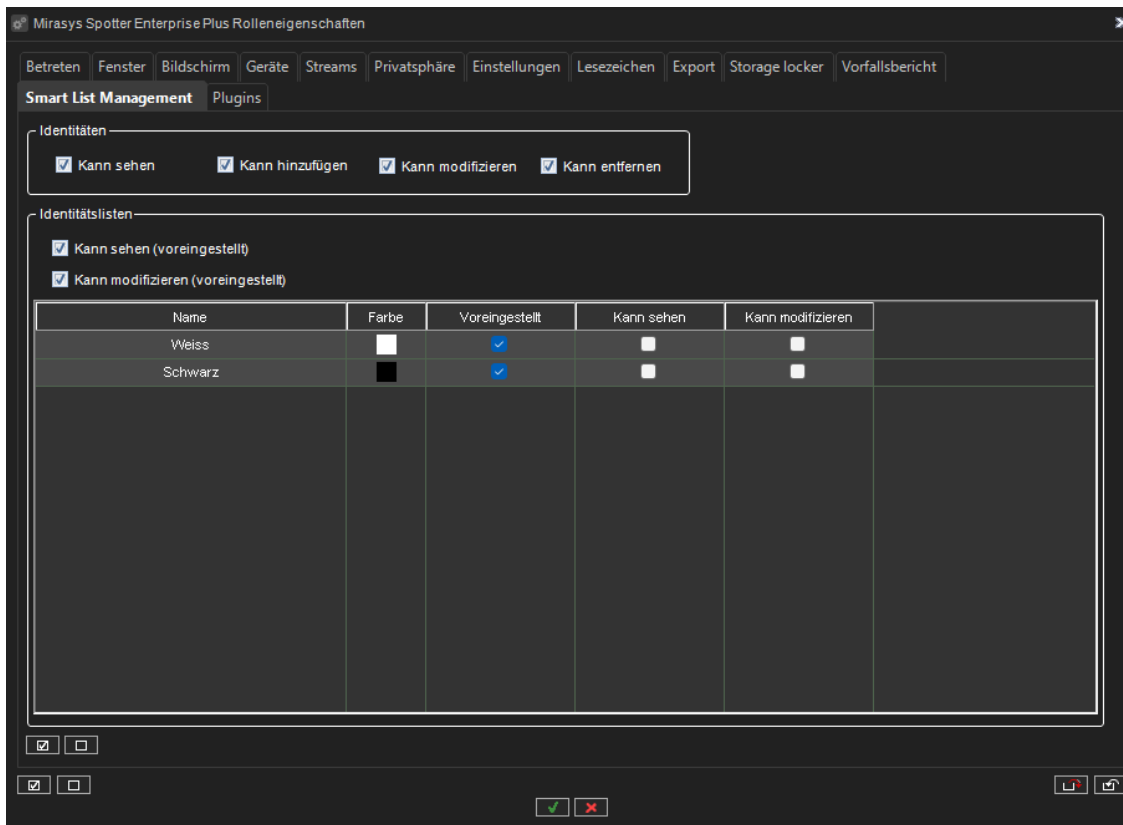 Mirasys Spotter Enterprise Plus Rolleneigenschaften
Betreten Fenster Bildschirm Geräte Streams Privatsphäre Einstellungen Lesezeichen Export Storage locker Vorfallsbericht
Smart List Management Plugins
Identitäten
Kann sehen Kann hinzufügen Kann modifizieren Kann entfernen
Identitätslisten
Kann sehen (voreingestellt)
Kann modifizieren (voreingestellt)
Name Farbe Voreingestellt Kann sehen Kann modifizieren
Weiss
Schwarz